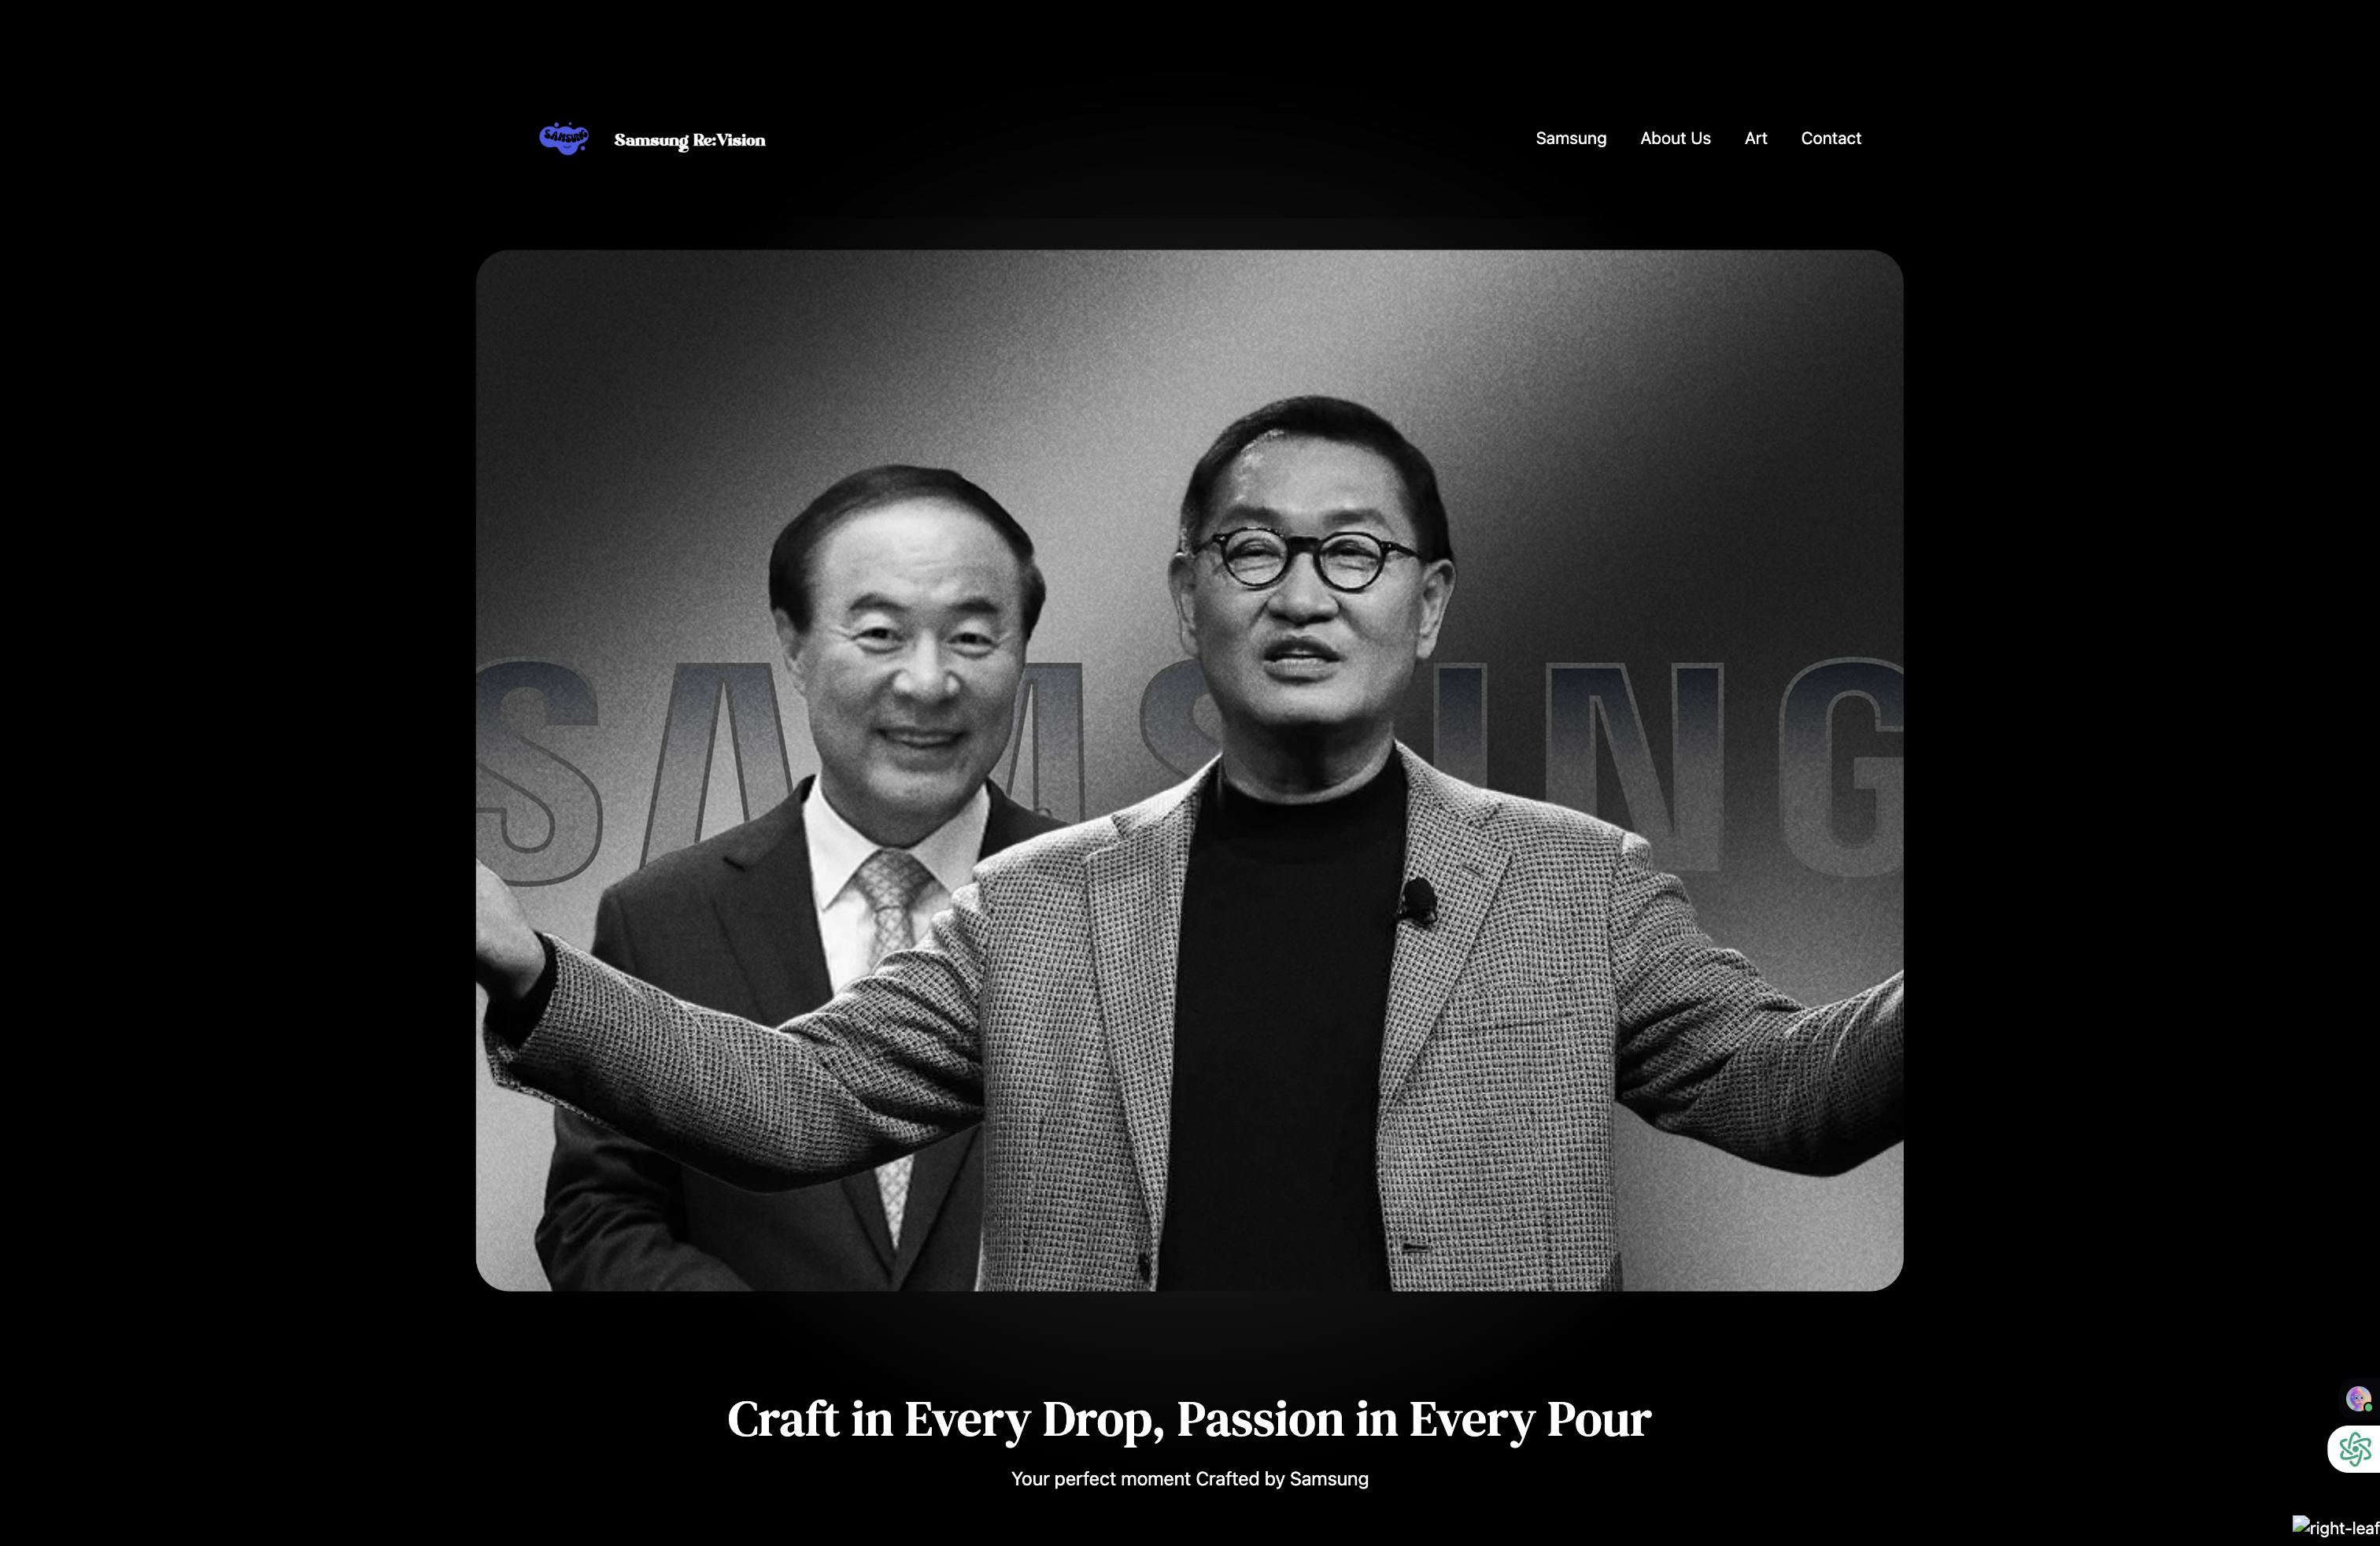 SAMSUNG
Samsung Re:Vision
Samsung
About Us
Art
Contact
SAMSUNG
Craft in Every Drop, Passion in Every Pour
Your perfect moment Crafted by Samsung
right-leaf